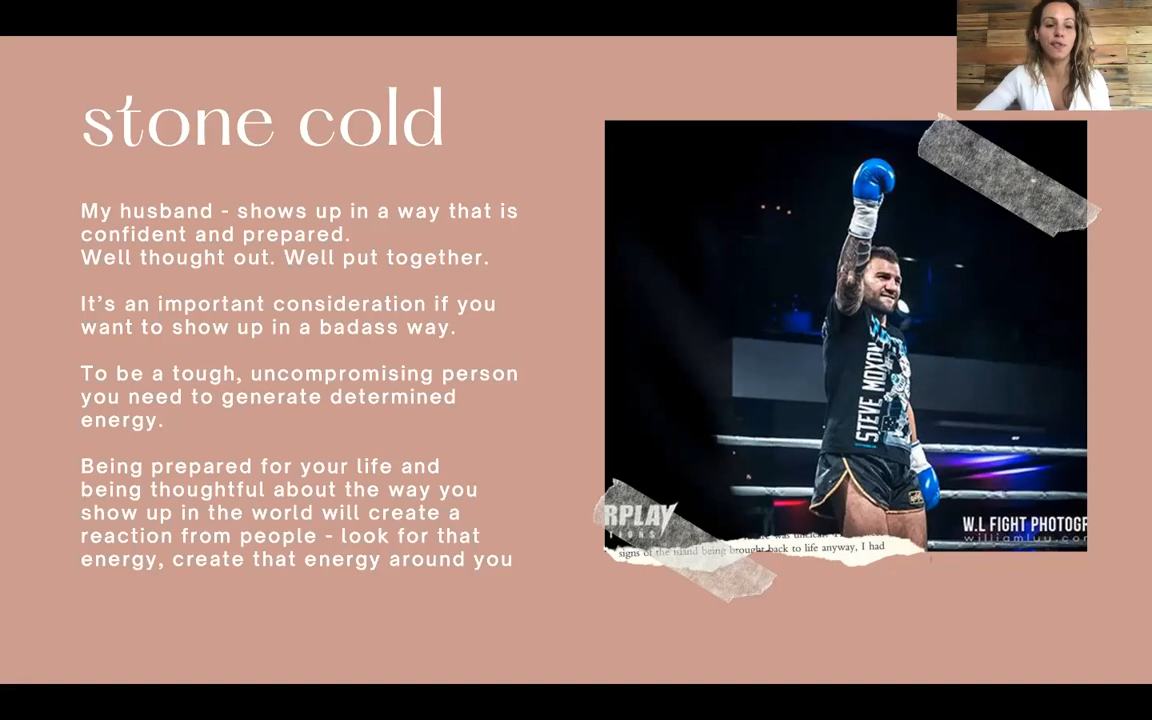 stone cold
My husband - shows up in a way that is
confident and prepared.
Well thought out. Well put together.
It's an important consideration if you
want to show up in a badass way.
To be a tough, uncompromising person
you need to generate determined
energy.
Being prepared for your life and
being thoughtful about the way you
show up in the world will create a
reaction from people - look for that
energy, create that energy around you
STEVE MOXON
RPLAY
signs of the mand being brought back to life anyway, I had
W.L FIGHT PHOTOGR
williamluu.com